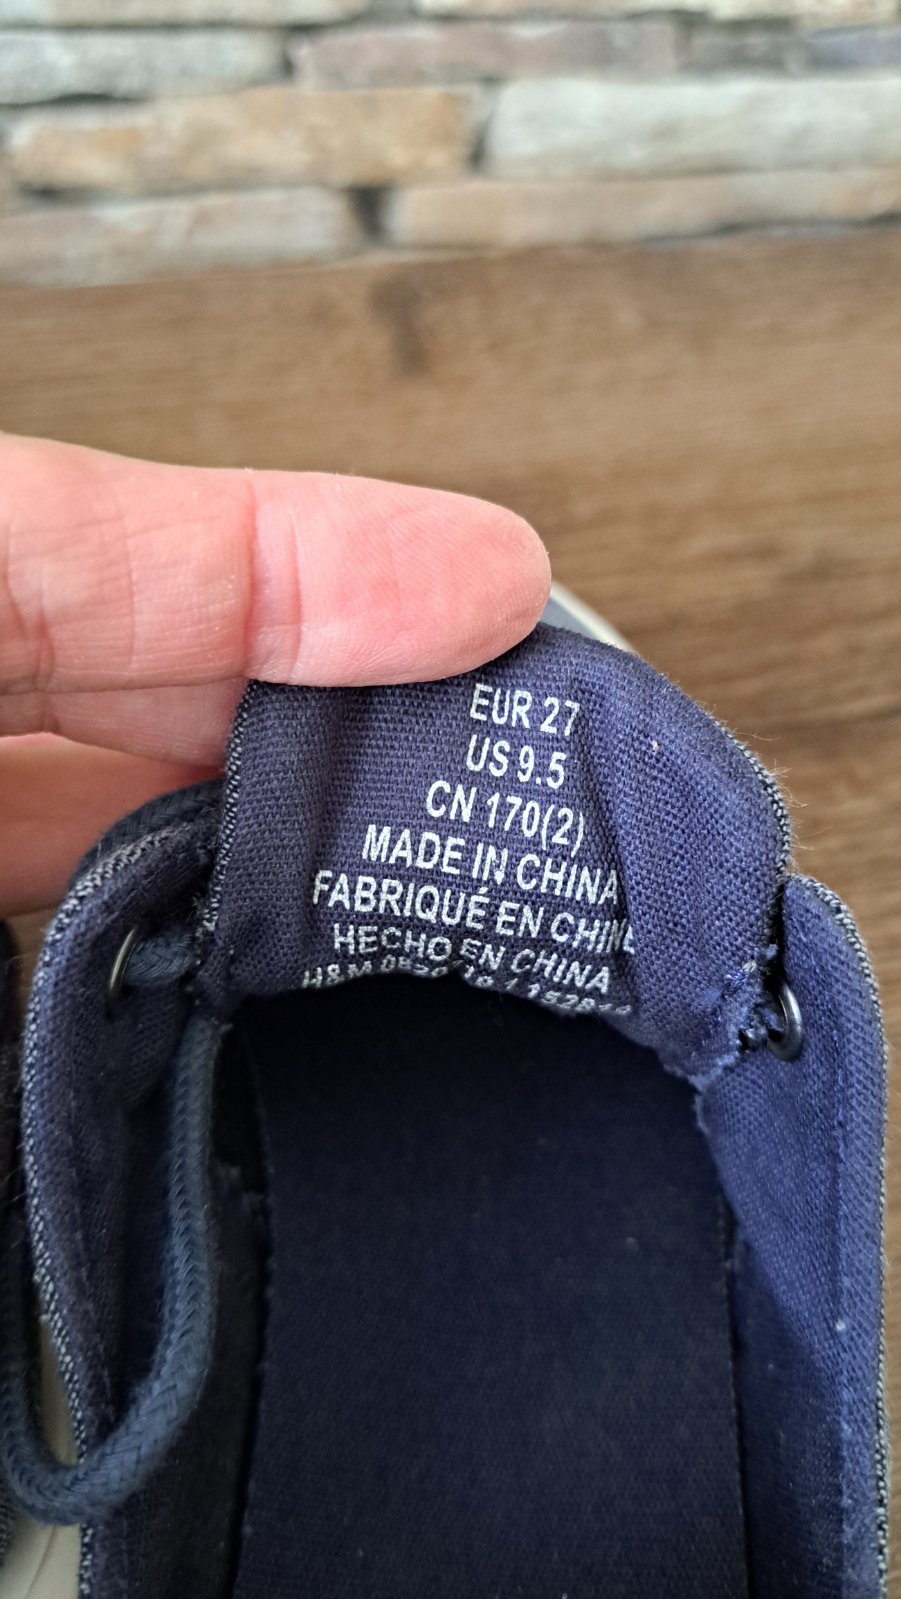 EUR 27
US 9.5
CN 170(2)
MADE IN CHINA
FABRIQUÉ EN CHINE
HECHO EN CHINA
H&M